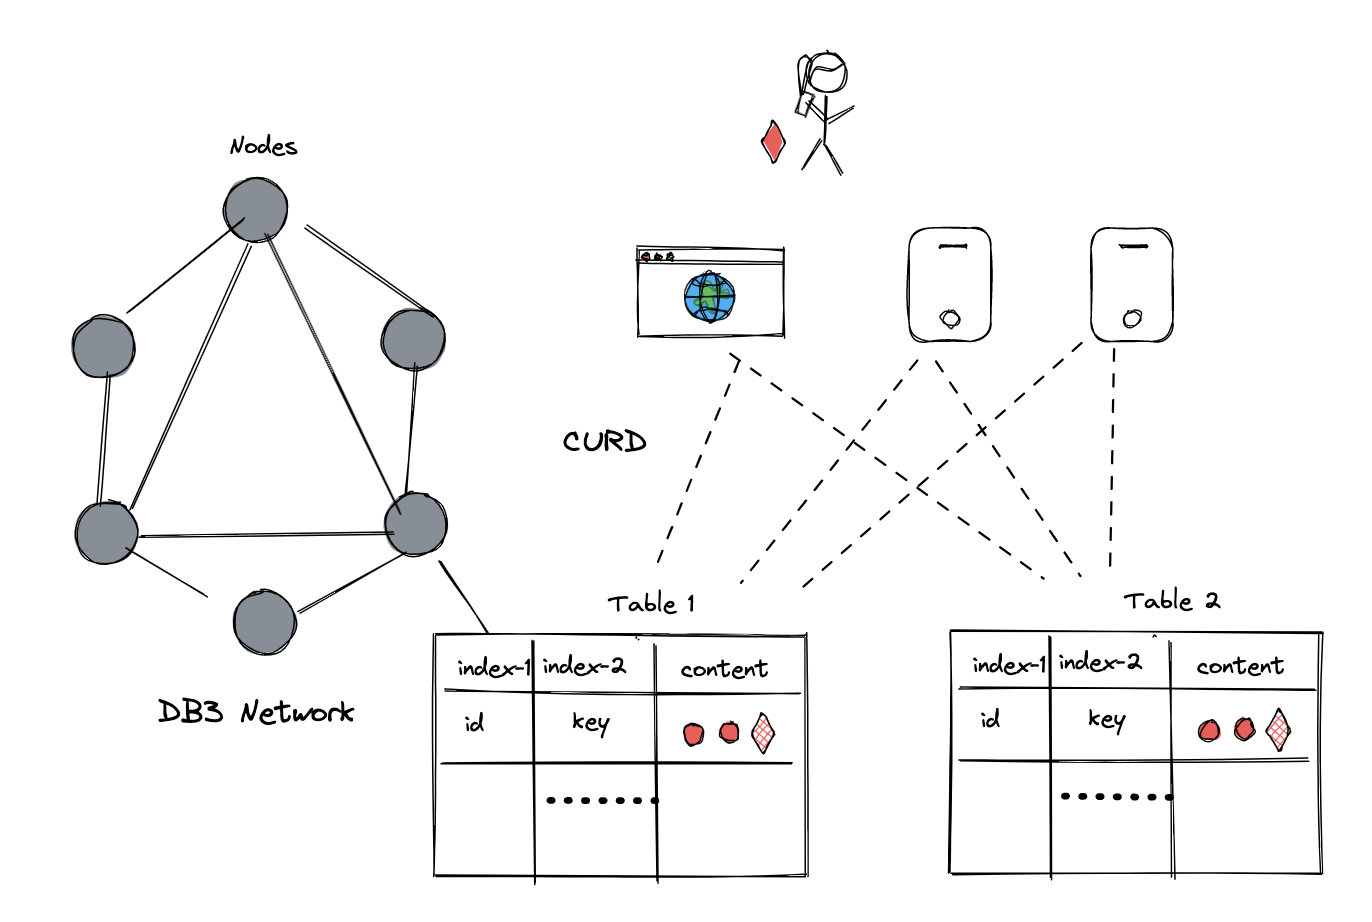 Nodes
CURD
Table 1
Table 2
index-1 index-2 content
id key
index-1 index-2 content
id key
DB3 Network